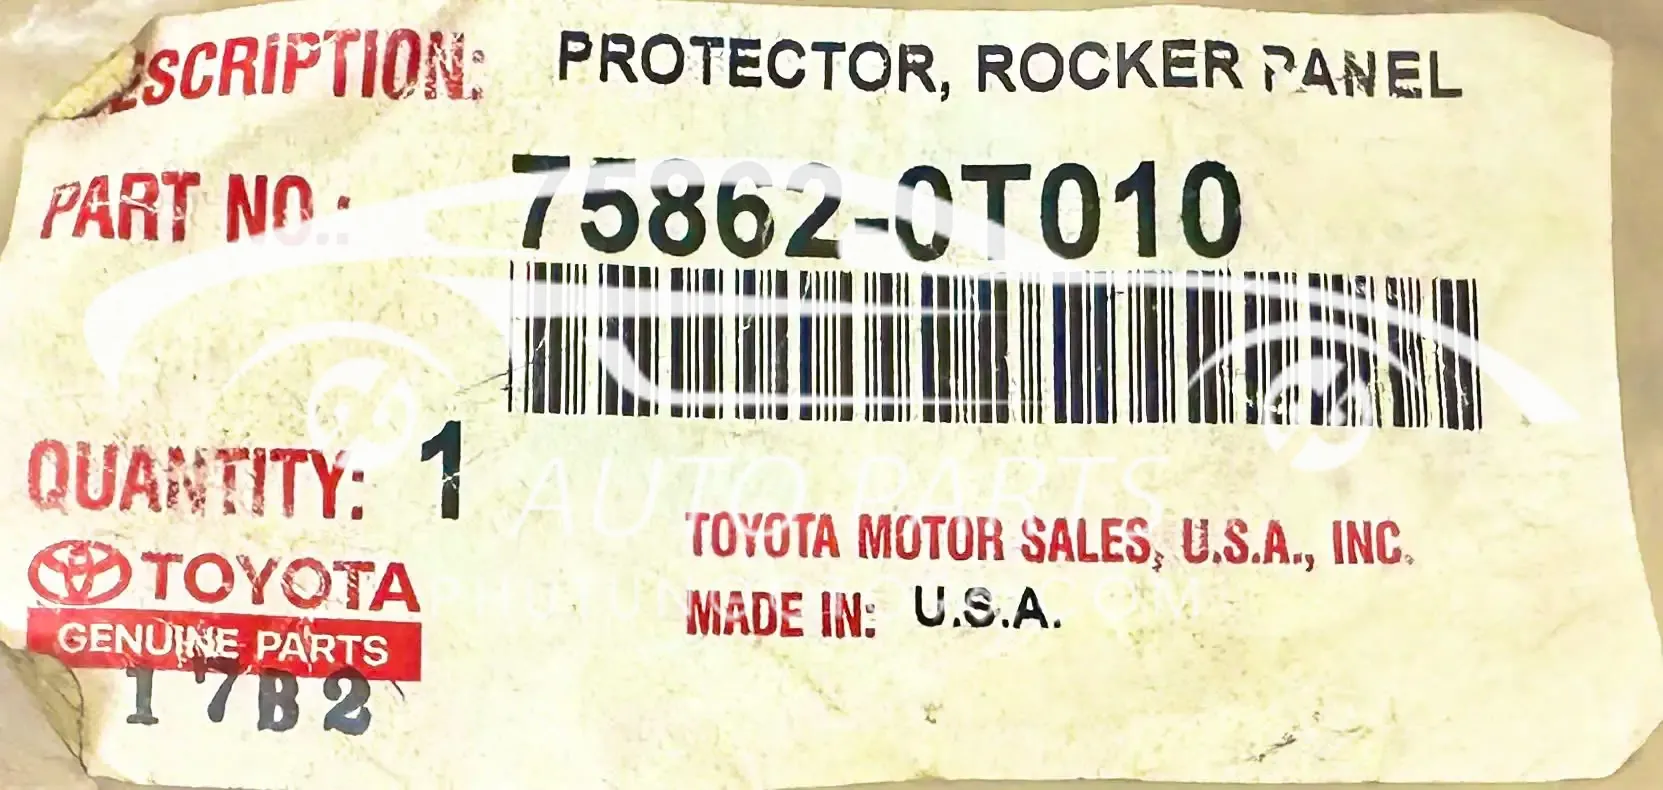 DESCRIPTION: PROTECTOR, ROCKER PANEL
PART NO.: 75862-0T010
QUANTITY: 1
AUTO PARTS
TOYOTA MOTOR SALES, U.S.A., INC.
TOYOTA
MADE IN: U.S.A.
GENUINE PARTS
17B2